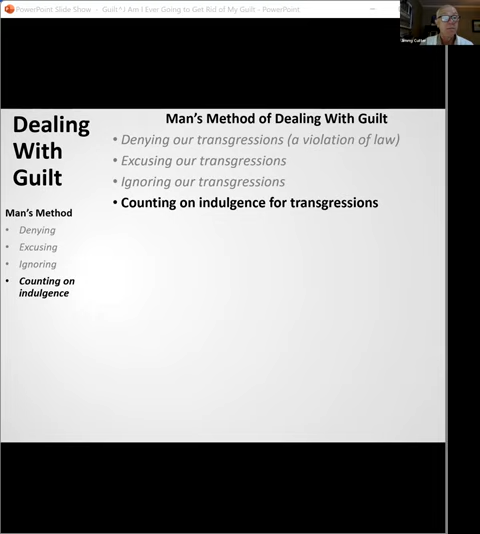 PowerPoint Slide Show - Guilt^J Am I Ever Going to Get Rid of My Guilt - PowerPoint
Dealing
With
Guilt
Man's Method
• Denying
• Excusing
• Ignoring
• Counting on
indulgence
Man's Method of Dealing With Guilt
• Denying our transgressions (a violation of law)
• Excusing our transgressions
• Ignoring our transgressions
• Counting on indulgence for transgressions